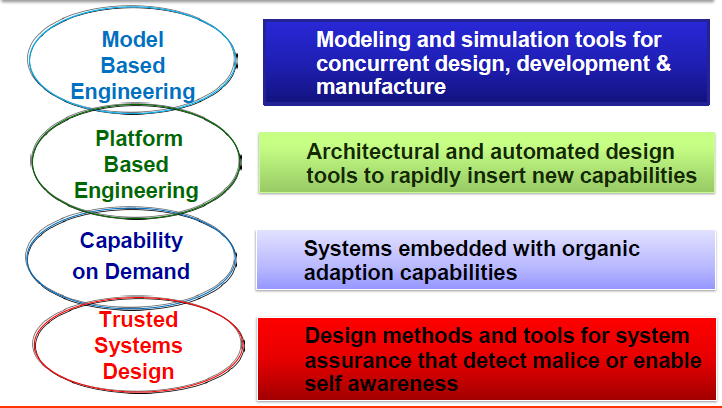 Model
Based
Engineering
Modeling and simulation tools for
concurrent design, development &
manufacture
Platform
Based
Engineering
Architectural and automated design
tools to rapidly insert new capabilities
Capability
on Demand
Systems embedded with organic
adaption capabilities
Trusted
Systems
Design
Design methods and tools for system
assurance that detect malice or enable
self awareness